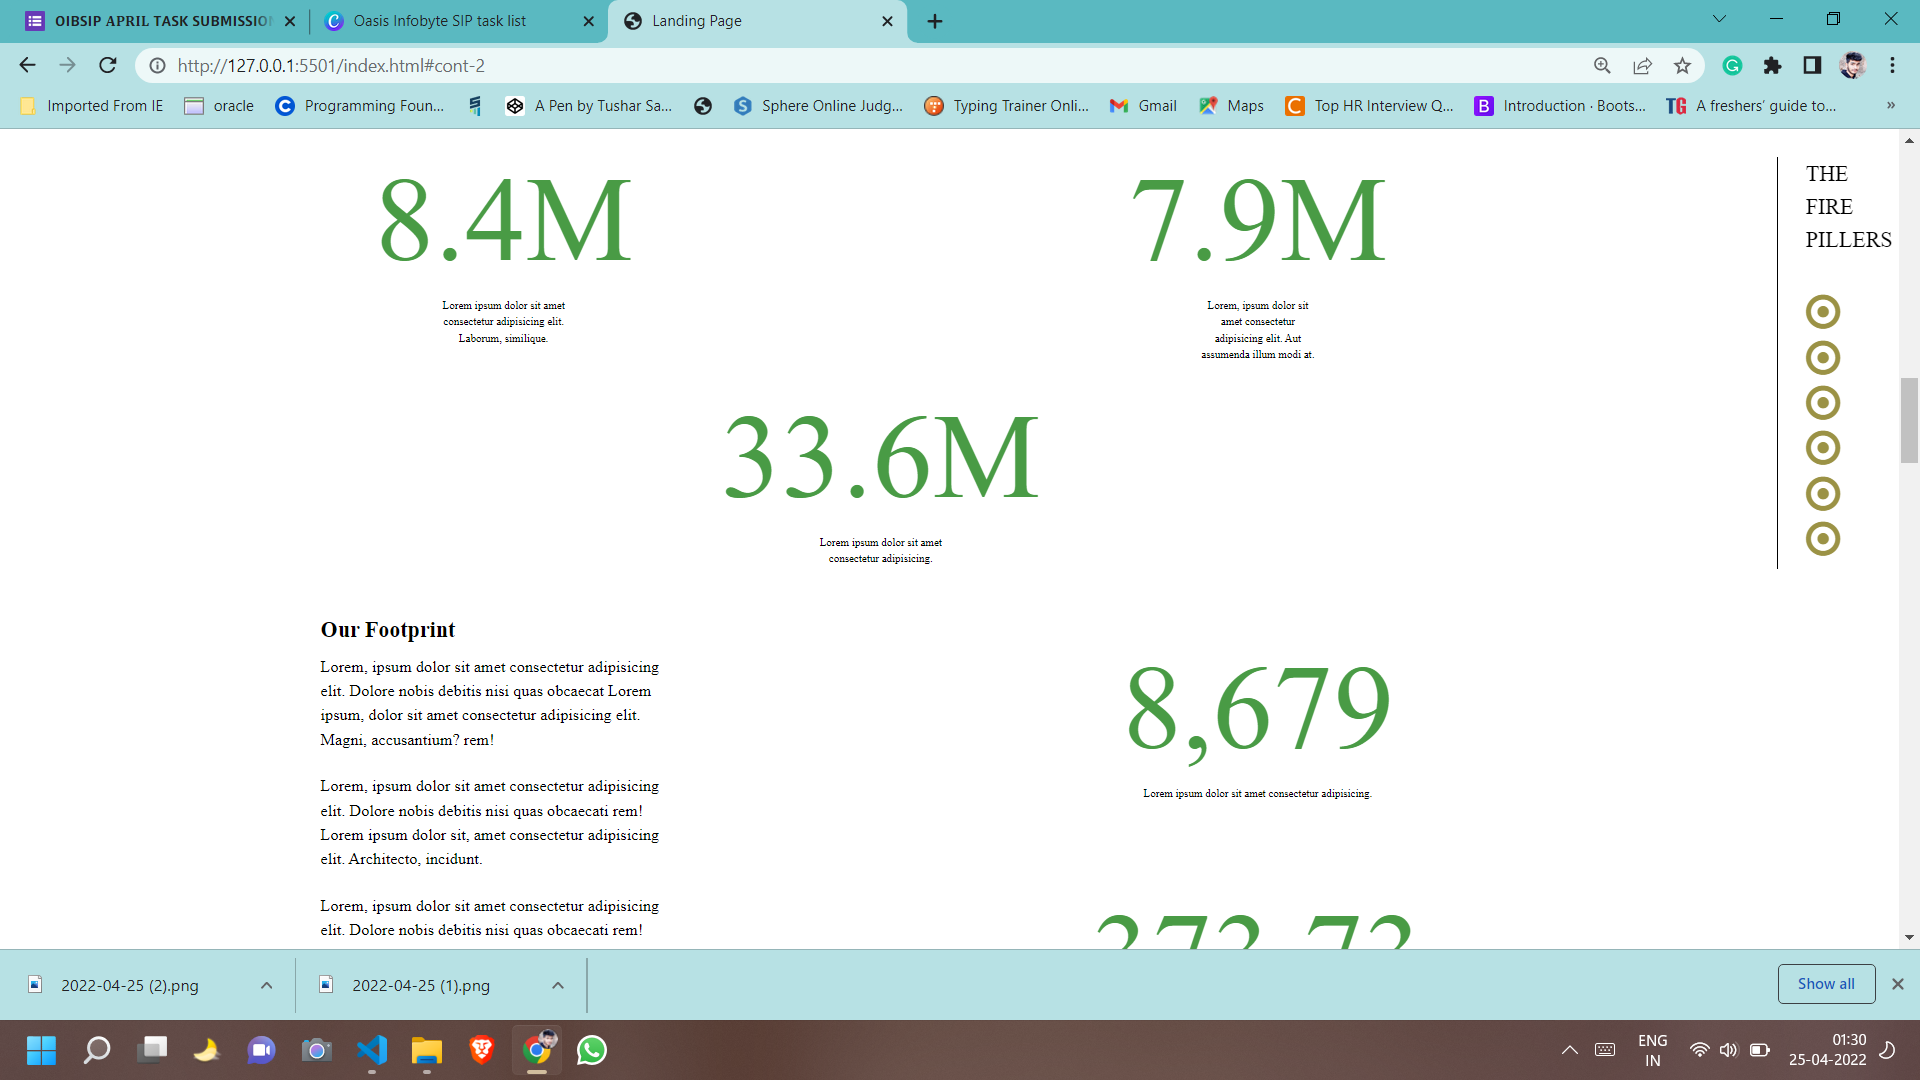 OIBSIP APRIL TASK SUBMISSION
Oasis Infobyte SIP task list
Landing Page
http://127.0.0.1:5501/index.html#cont-2
Imported From IE
oracle
Programming Foun...
A Pen by Tushar Sa...
Sphere Online Judg...
Typing Trainer Onli...
Gmail
Maps
Top HR Interview Q...
Introduction · Boots...
A freshers' guide to...
»
8.4M
Lorem ipsum dolor sit amet
consectetur adipisicing elit.
Laborum, similique.
7.9M
Lorem, ipsum dolor sit
amet consectetur
adipisicing elit. Aut
assumenda illum modi at.
THE
FIRE
PILLERS
33.6M
Lorem ipsum dolor sit amet
consectetur adipisicing.
Our Footprint
Lorem, ipsum dolor sit amet consectetur adipisicing
elit. Dolore nobis debitis nisi quas obcaecat Lorem
ipsum, dolor sit amet consectetur adipisicing elit.
Magni, accusantium? rem!
Lorem, ipsum dolor sit amet consectetur adipisicing
elit. Dolore nobis debitis nisi quas obcaecati rem!
Lorem ipsum dolor sit, amet consectetur adipisicing
elit. Architecto, incidunt.
Lorem, ipsum dolor sit amet consectetur adipisicing
elit. Dolore nobis debitis nisi quas obcaecati rem!
8,679
Lorem ipsum dolor sit amet consectetur adipisicing.
2022-04-25 (2).png
2022-04-25 (1).png
Show all
ENG
IN
01:30
25-04-2022